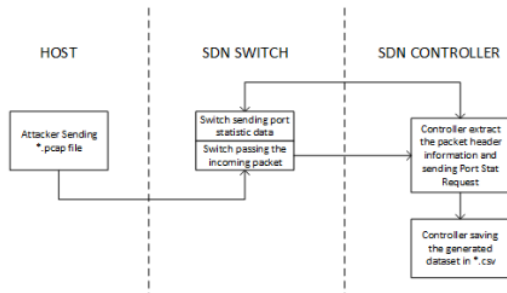 HOST
SDN SWITCH
SDN CONTROLLER
Attacker Sending
*.pcap file
Switch sending port
statistic data
Switch passing the
incoming packet
Controller extract
the packet header
information and
sending Port Stat
Request
Controller saving
the generated
dataset in *.csv